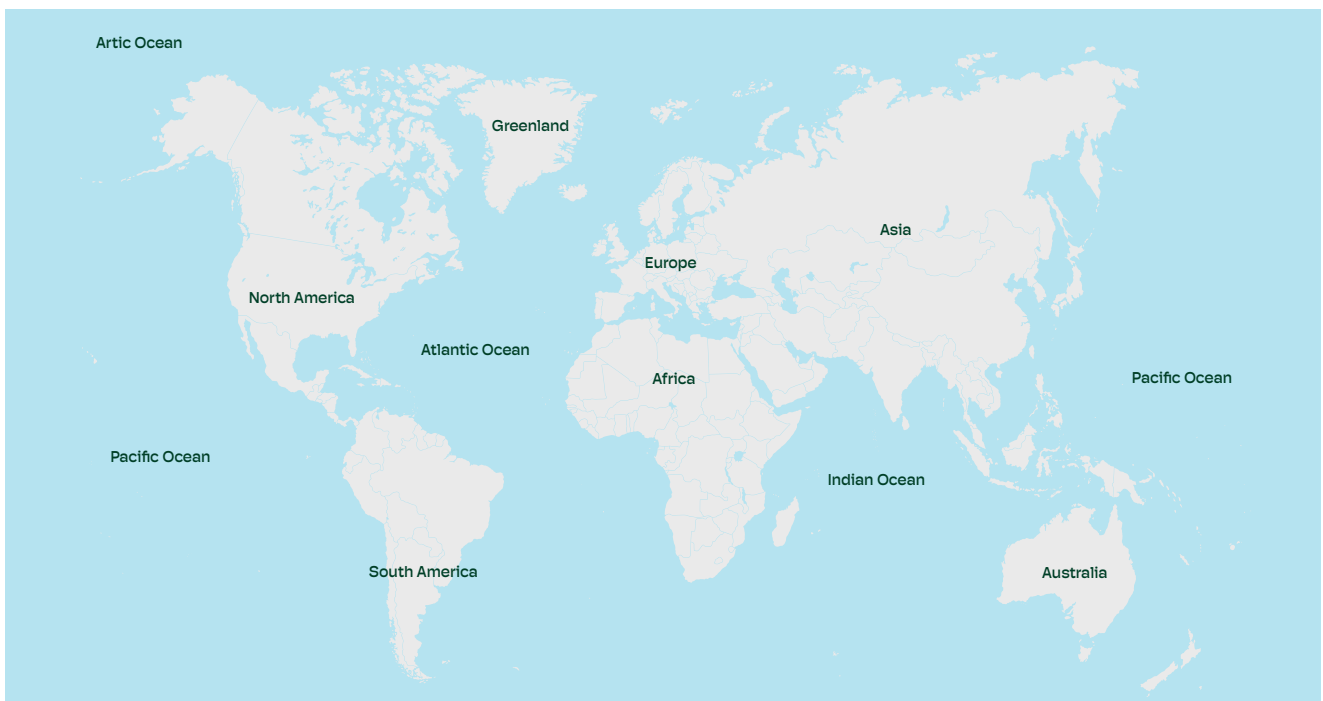 Artic Ocean
Greenland
Asia
Europe
North America
Atlantic Ocean
Africa
Pacific Ocean
Pacific Ocean
Indian Ocean
South America
Australia